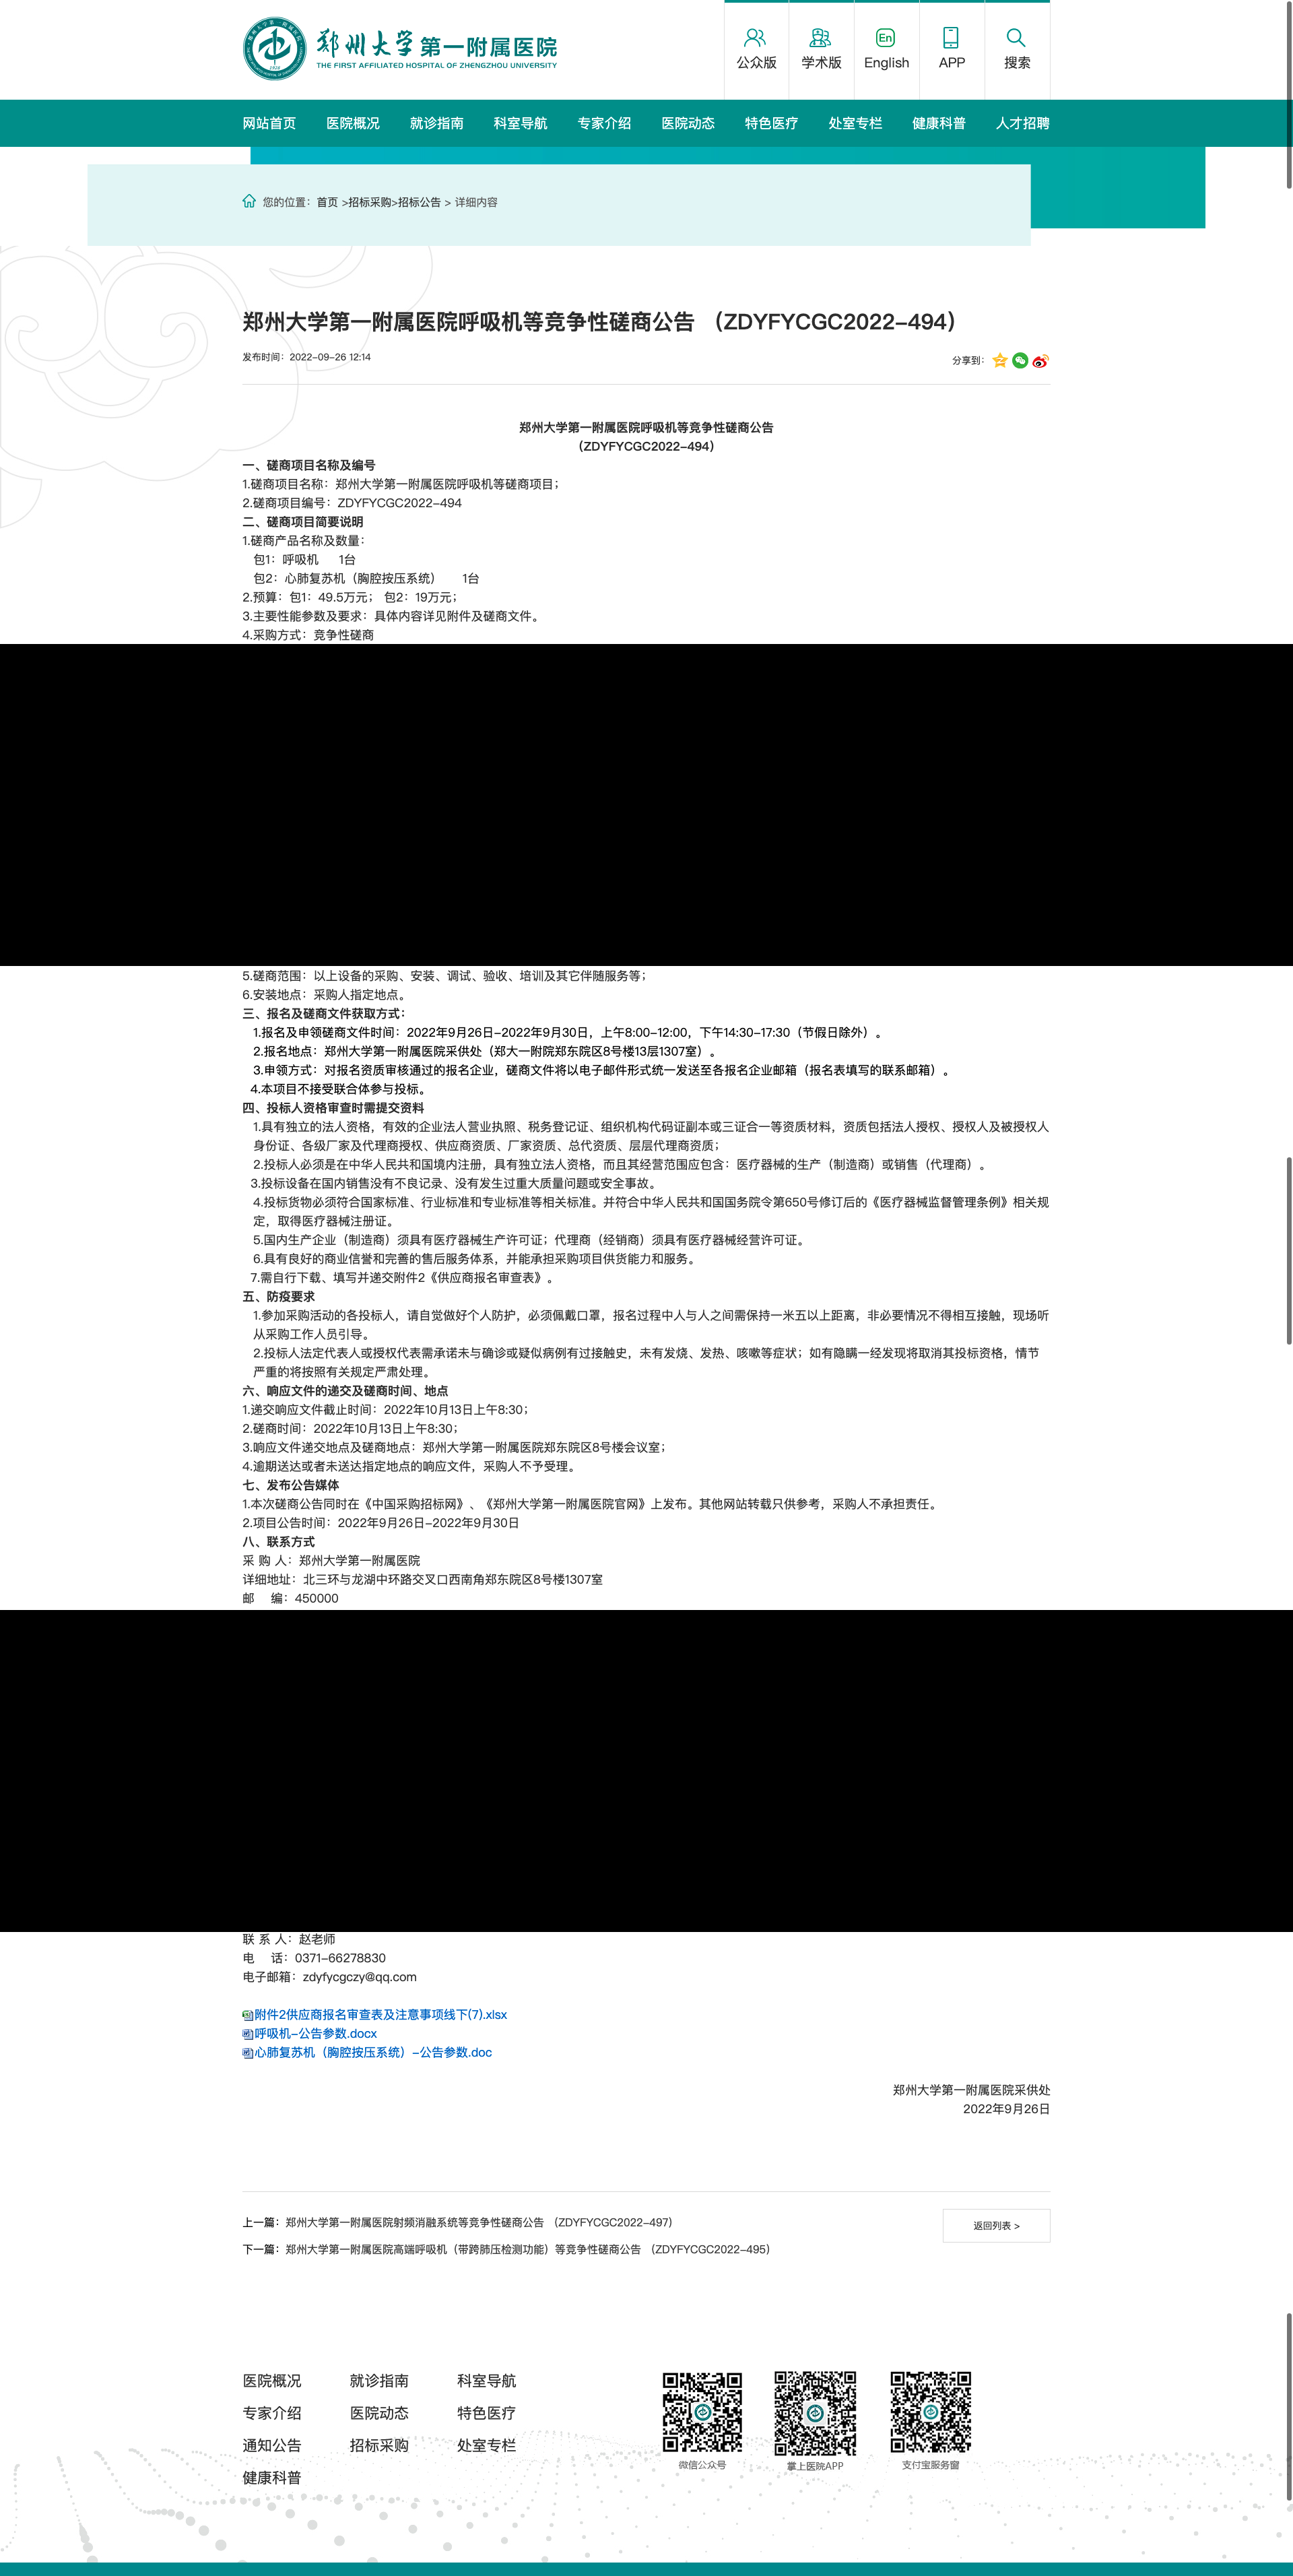 郑州大学 第一附属医院
THE FIRST AFFILIATED HOSPITAL OF ZHENGZHOU UNIVERSITY
公众版 学术版 En English APP 搜索
网站首页 医院概况 就诊指南 科室导航 专家介绍 医院动态 特色医疗 处室专栏 健康科普 人才招聘
您的位置：首页 >招标采购>招标公告 > 详细内容
郑州大学第一附属医院呼吸机等竞争性磋商公告 （ZDYFYCGC2022-494）
发布时间：2022-09-26 12:14
分享到：
郑州大学第一附属医院呼吸机等竞争性磋商公告
（ZDYFYCGC2022-494）
一、磋商项目名称及编号
1.磋商项目名称：郑州大学第一附属医院呼吸机等磋商项目；
2.磋商项目编号：ZDYFYCGC2022-494
二、磋商项目简要说明
1.磋商产品名称及数量：
包1：呼吸机 1台
包2：心肺复苏机（胸腔按压系统） 1台
2.预算：包1：49.5万元； 包2：19万元；
3.主要性能参数及要求：具体内容详见附件及磋商文件。
4.采购方式：竞争性磋商
5.磋商范围：以上设备的采购、安装、调试、验收、培训及其它伴随服务等；
6.安装地点：采购人指定地点。
三、报名及磋商文件获取方式：
1.报名及申领磋商文件时间：2022年9月26日-2022年9月30日，上午8:00-12:00，下午14:30-17:30（节假日除外）。
2.报名地点：郑州大学第一附属医院采供处（郑大一附院郑东院区8号楼13层1307室）。
3.申领方式：对报名资质审核通过的报名企业，磋商文件将以电子邮件形式统一发送至各报名企业邮箱（报名表填写的联系邮箱）。
4.本项目不接受联合体参与投标。
四、投标人资格审查时需提交资料
1.具有独立的法人资格，有效的企业法人营业执照、税务登记证、组织机构代码证副本或三证合一等资质材料，资质包括法人授权、授权人及被授权人
身份证、各级厂家及代理商授权、供应商资质、厂家资质、总代资质、层层代理商资质；
2.投标人必须是在中华人民共和国境内注册，具有独立法人资格，而且其经营范围应包含：医疗器械的生产（制造商）或销售（代理商）。
3.投标设备在国内销售没有不良记录、没有发生过重大质量问题或安全事故。
4.投标货物必须符合国家标准、行业标准和专业标准等相关标准。并符合中华人民共和国国务院令第650号修订后的《医疗器械监督管理条例》相关规
定，取得医疗器械注册证。
5.国内生产企业（制造商）须具有医疗器械生产许可证；代理商（经销商）须具有医疗器械经营许可证。
6.具有良好的商业信誉和完善的售后服务体系，并能承担采购项目供货能力和服务。
7.需自行下载、填写并递交附件2《供应商报名审查表》。
五、防疫要求
1.参加采购活动的各投标人，请自觉做好个人防护，必须佩戴口罩，报名过程中人与人之间需保持一米五以上距离，非必要情况不得相互接触，现场听
从采购工作人员引导。
2.投标人法定代表人或授权代表需承诺未与确诊或疑似病例有过接触史，未有发烧、发热、咳嗽等症状；如有隐瞒一经发现将取消其投标资格，情节
严重的将按照有关规定严肃处理。
六、响应文件的递交及磋商时间、地点
1.递交响应文件截止时间：2022年10月13日上午8:30；
2.磋商时间：2022年10月13日上午8:30；
3.响应文件递交地点及磋商地点：郑州大学第一附属医院郑东院区8号楼会议室；
4.逾期送达或者未送达指定地点的响应文件，采购人不予受理。
七、发布公告媒体
1.本次磋商公告同时在《中国采购招标网》、《郑州大学第一附属医院官网》上发布。其他网站转载只供参考，采购人不承担责任。
2.项目公告时间：2022年9月26日-2022年9月30日
八、联系方式
采 购 人：郑州大学第一附属医院
详细地址：北三环与龙湖中环路交叉口西南角郑东院区8号楼1307室
邮 编：450000
联 系 人：赵老师
电 话：0371-66278830
电子邮箱：zdyfycgczy@qq.com
附件2供应商报名审查表及注意事项线下(7).xlsx
呼吸机-公告参数.docx
心肺复苏机（胸腔按压系统）-公告参数.doc
郑州大学第一附属医院采供处
2022年9月26日
上一篇：郑州大学第一附属医院射频消融系统等竞争性磋商公告 （ZDYFYCGC2022-497）
返回列表 >
下一篇：郑州大学第一附属医院高端呼吸机（带跨肺压检测功能）等竞争性磋商公告 （ZDYFYCGC2022-495）
医院概况 就诊指南 科室导航
专家介绍 医院动态 特色医疗
通知公告 招标采购 处室专栏
健康科普
微信公众号 掌上医院APP 支付宝服务窗